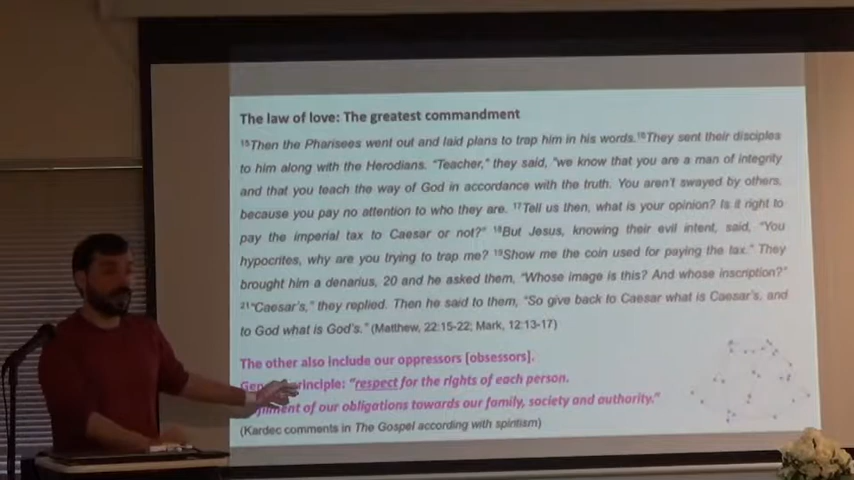 The law of love: The greatest commandment
¹⁵Then the Pharisees went out and laid plans to trap him in his words.¹⁶They sent their disciples
to him along with the Herodians. “Teacher,” they said, “we know that you are a man of integrity
and that you teach the way of God in accordance with the truth. You aren’t swayed by others,
because you pay no attention to who they are. ¹⁷Tell us then, what is your opinion? Is it right to
pay the imperial tax to Caesar or not?” ¹⁸But Jesus, knowing their evil intent, said, “You
hypocrites, why are you trying to trap me? ¹⁹Show me the coin used for paying the tax.” They
brought him a denarius, 20 and he asked them, “Whose image is this? And whose inscription?”
²¹“Caesar’s,” they replied. Then he said to them, “So give back to Caesar what is Caesar’s, and
to God what is God’s.” (Matthew, 22:15-22; Mark, 12:13-17)
The other also include our oppressors [obsessors].
principle: “respect for the rights of each person,
of our obligations towards our family, society and authority.”
(Kardec comments in The Gospel according with spiritism)